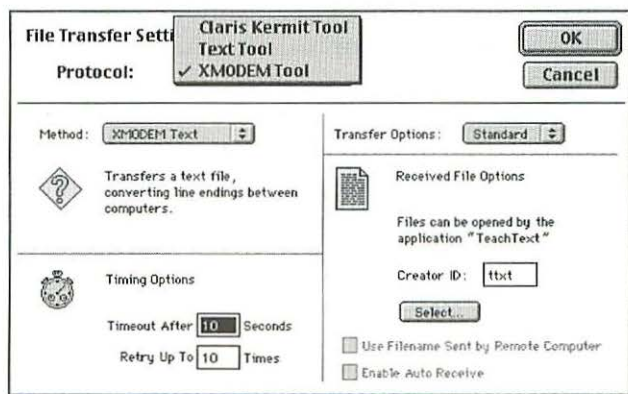 File Transfer Setti
Claris Kermit Tool
Text Tool
✓ XMODEM Tool
Protocol:
OK
Cancel
Method: XMODEM Text
Transfers a text file,
converting line endings between
computers.
Timing Options
Timeout After 10 Seconds
Retry Up To 10 Times
Transfer Options: Standard
Received File Options
Files can be opened by the
application "TeachText"
Creator ID: ttxt
Select...
Use Filename Sent by Remote Computer
Enable Auto Receive